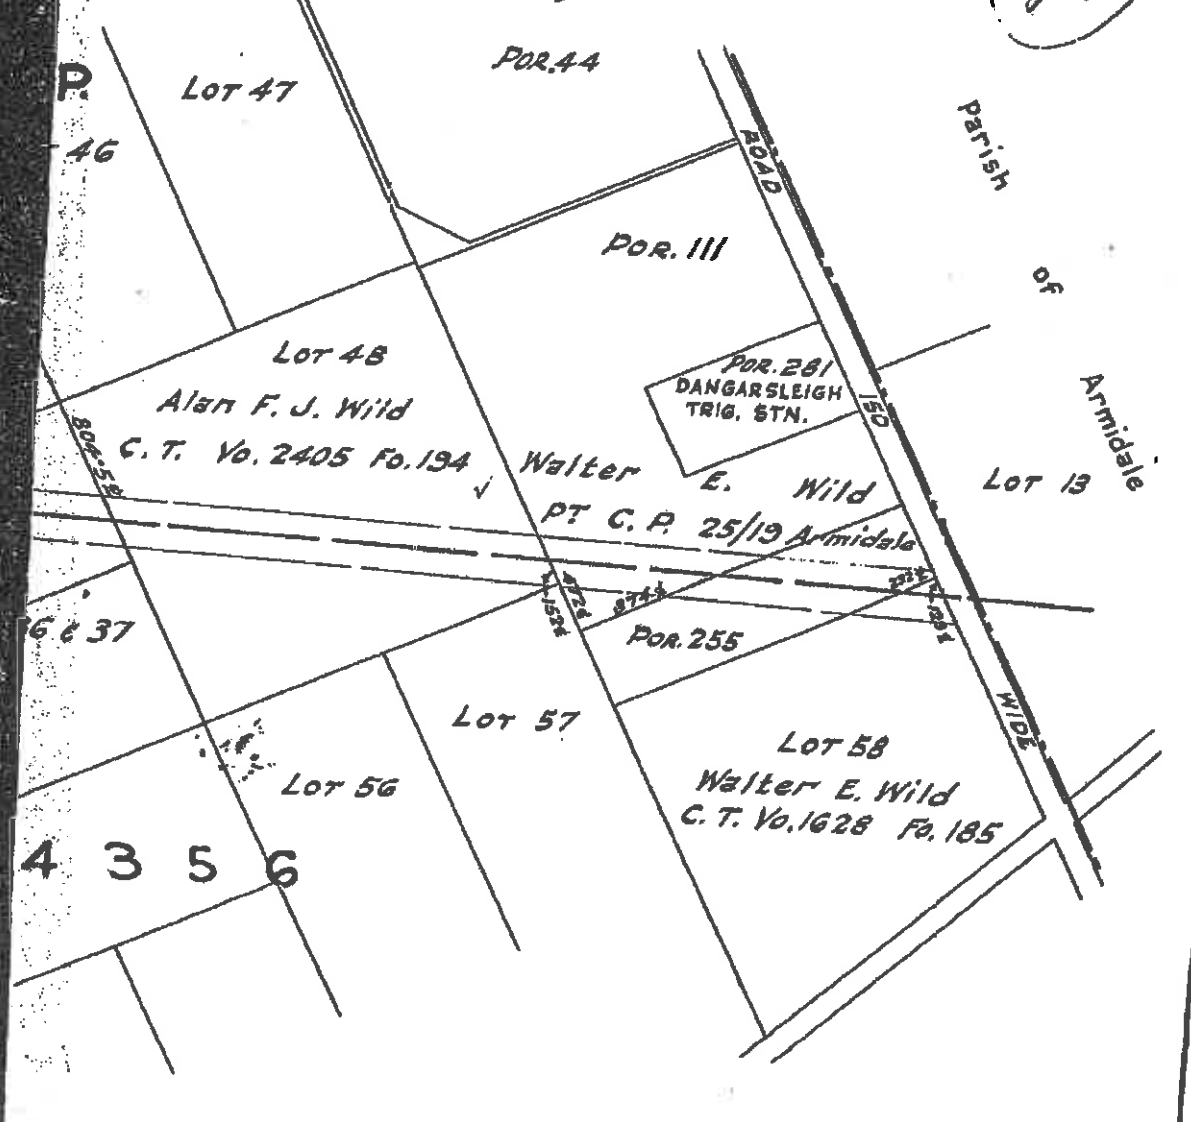 P.
46
LOT 47
POR. 44
ROAD
Parish
of
Armidale
POR. 111
LOT 48
Alan F. J. Wild
C. T. Vo. 2405 Fo. 194
POR. 281
DANGARSLEIGH
TRIG. STN.
150
LOT 13
Walter E. Wild
PT C. P. 25/19 Armidale
6 & 37
POR. 255
LOT 57
WIDE
LOT 56
LOT 58
Walter E. Wild
C. T. Vo. 1628 Fo. 185
4 3 5 6